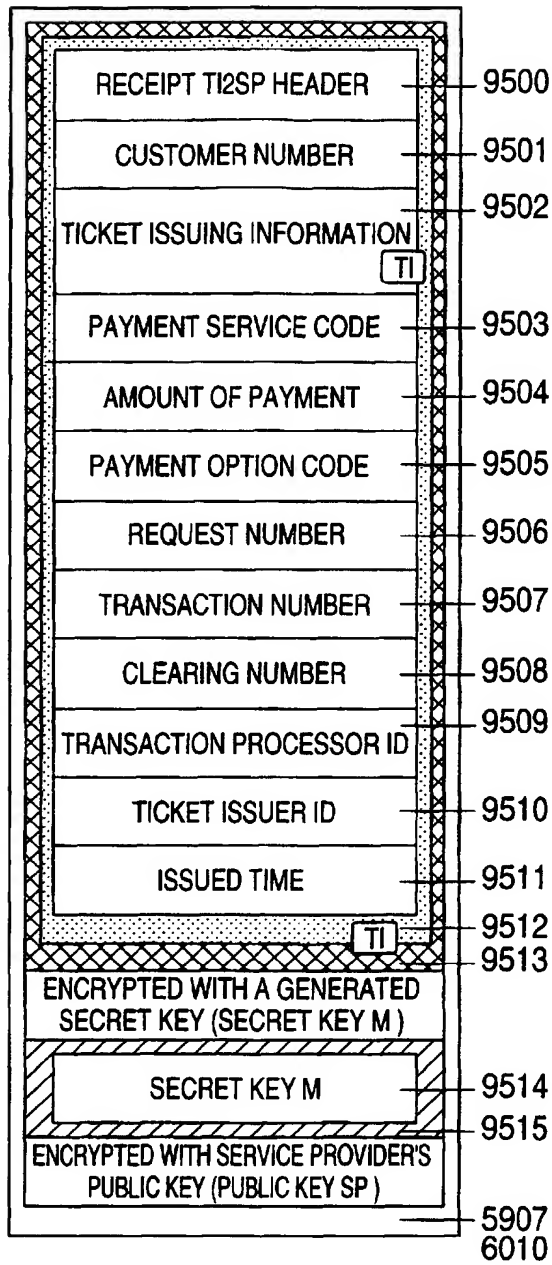 RECEIPT TI2SP HEADER 9500
CUSTOMER NUMBER 9501
9502
TICKET ISSUING INFORMATION
TI
PAYMENT SERVICE CODE 9503
AMOUNT OF PAYMENT 9504
PAYMENT OPTION CODE 9505
REQUEST NUMBER 9506
TRANSACTION NUMBER 9507
CLEARING NUMBER 9508
9509
TRANSACTION PROCESSOR ID
TICKET ISSUER ID 9510
ISSUED TIME 9511
TI 9512
9513
ENCRYPTED WITH A GENERATED
SECRET KEY (SECRET KEY M)
SECRET KEY M 9514
9515
ENCRYPTED WITH SERVICE PROVIDER'S
PUBLIC KEY (PUBLIC KEY SP)
5907
6010